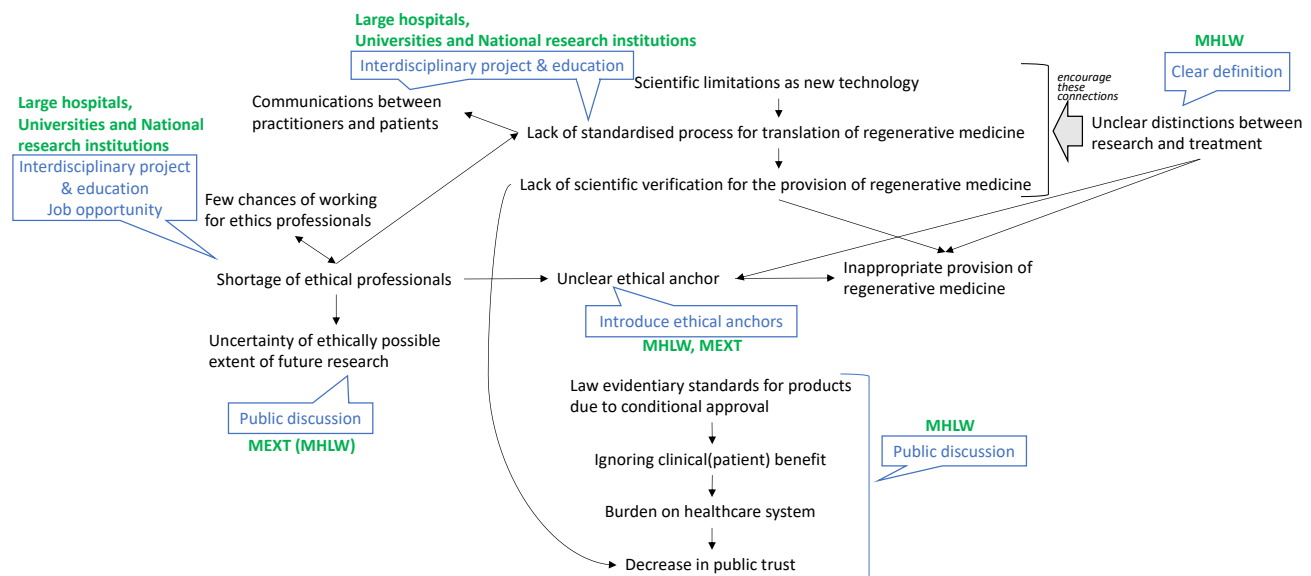 Large hospitals,
Universities and National research institutions
Interdisciplinary project & education
MHLW
Clear definition
Scientific limitations as new technology
encourage
these
connections
Communications between
practitioners and patients
Large hospitals,
Universities and National
research institutions
Lack of standardised process for translation of regenerative medicine
Unclear distinctions between
research and treatment
Interdisciplinary project
& education
Job opportunity
Lack of scientific verification for the provision of regenerative medicine
Few chances of working
for ethics professionals
Shortage of ethical professionals
Unclear ethical anchor
Inappropriate provision of
regenerative medicine
Introduce ethical anchors
MHLW, MEXT
Uncertainty of ethically possible
extent of future research
Public discussion
MEXT (MHLW)
Law evidentiary standards for products
due to conditional approval
MHLW
Public discussion
Ignoring clinical(patient) benefit
Burden on healthcare system
Decrease in public trust